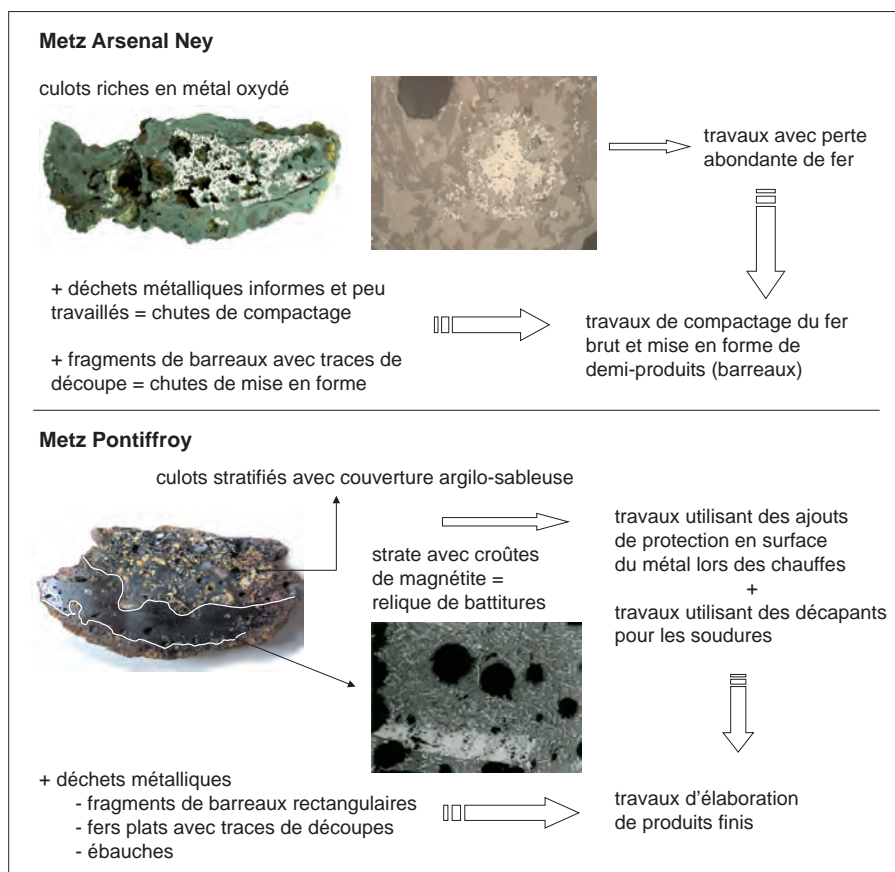 Metz Arsenal Ney
culots riches en métal oxydé
travaux avec perte
abondante de fer
+ déchets métalliques informes et peu
travaillés = chutes de compactage
+ fragments de barreaux avec traces de
découpe = chutes de mise en forme
travaux de compactage du fer
brut et mise en forme de
demi-produits (barreaux)
Metz Pontiffroy
culots stratifiés avec couverture argilo-sableuse
strate avec croûtes
de magnétite =
relique de battitures
travaux utilisant des ajouts
de protection en surface
du métal lors des chauffes
+
travaux utilisant des décapants
pour les soudures
+ déchets métalliques
- fragments de barreaux rectangulaires
- fers plats avec traces de découpes
- ébauches
travaux d'élaboration
de produits finis